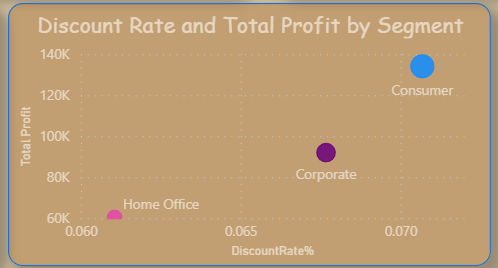 Discount Rate and Total Profit by Segment
140K
120K
100K
80K
60K
Total Profit
Consumer
Corporate
Home Office
0.060
0.065
0.070
DiscountRate%